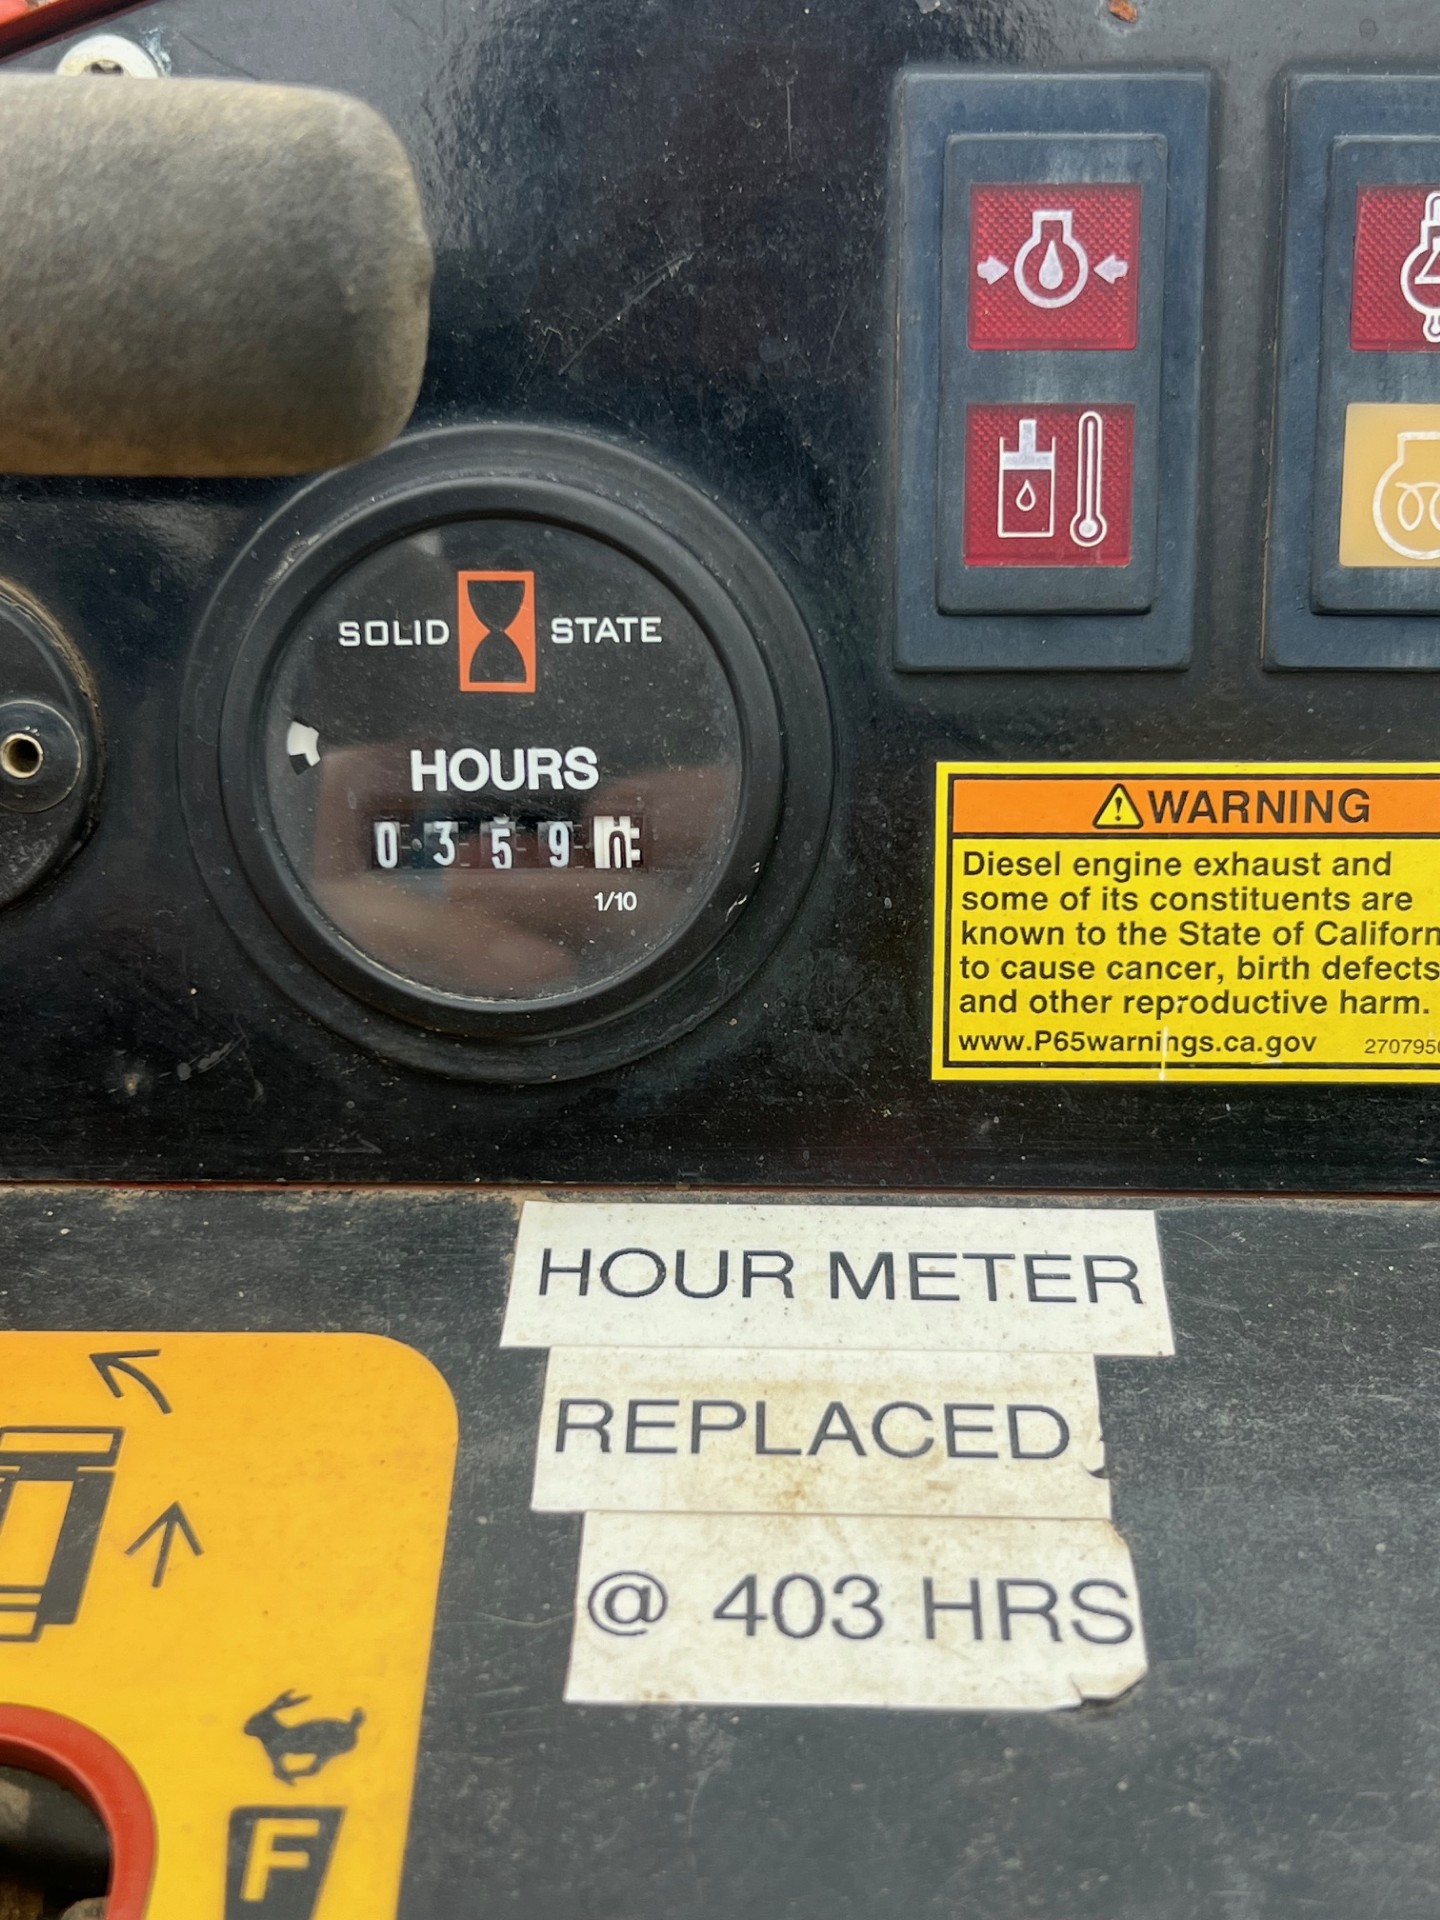 SOLID STATE
HOURS
0359
1/10
WARNING
Diesel engine exhaust and
some of its constituents are
known to the State of Californ
to cause cancer, birth defects
and other reproductive harm.
www.P65warnings.ca.gov 270795
HOUR METER
REPLACED
@ 403 HRS
F